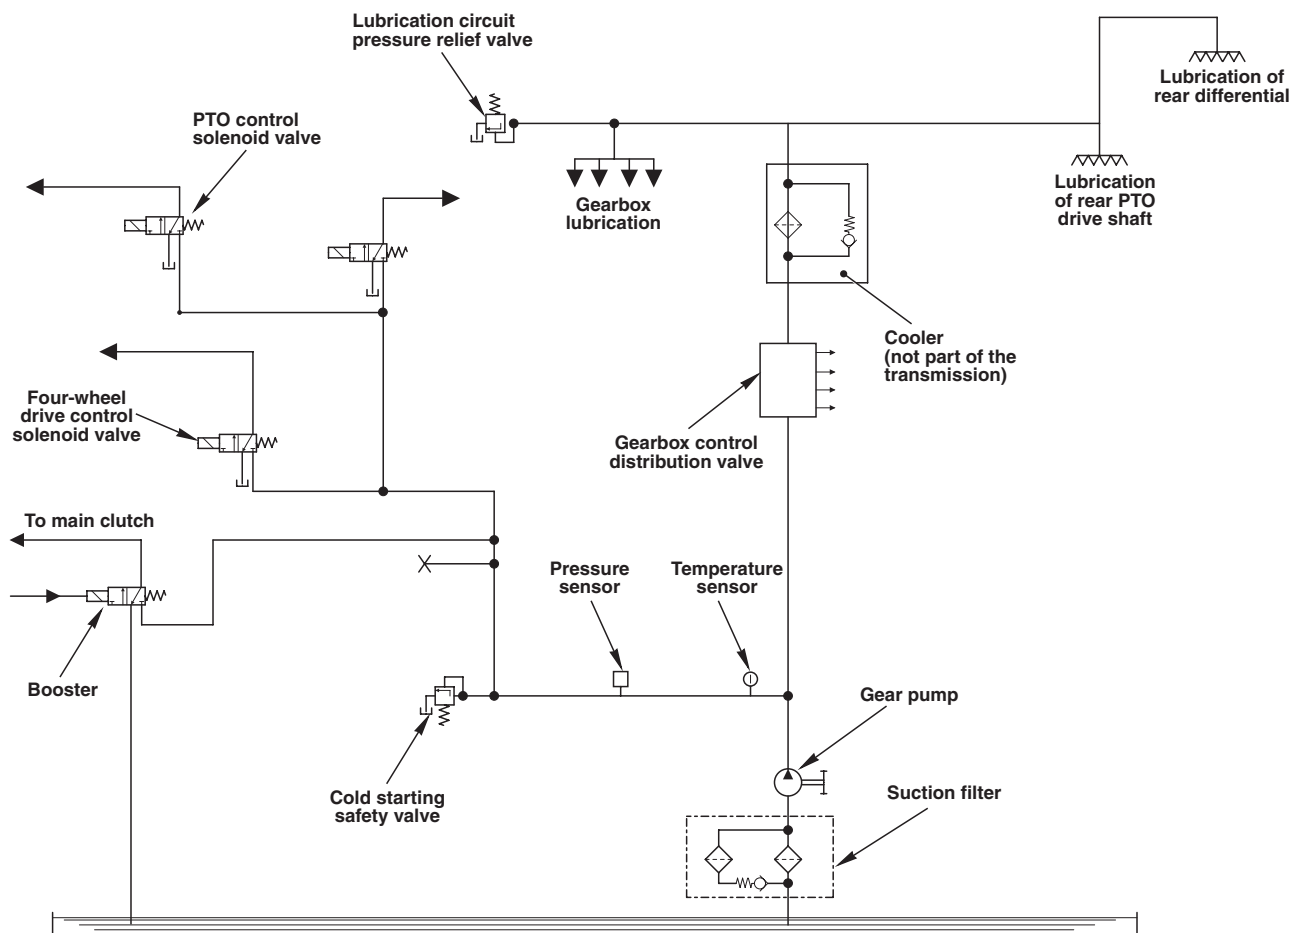 Lubrication circuit
pressure relief valve
Lubrication of
rear differential
PTO control
solenoid valve
Gearbox
lubrication
Lubrication
of rear PTO
drive shaft
Cooler
(not part of the
transmission)
Four-wheel
drive control
solenoid valve
Gearbox control
distribution valve
To main clutch
Pressure
sensor
Temperature
sensor
Booster
Gear pump
Cold starting
safety valve
Suction filter